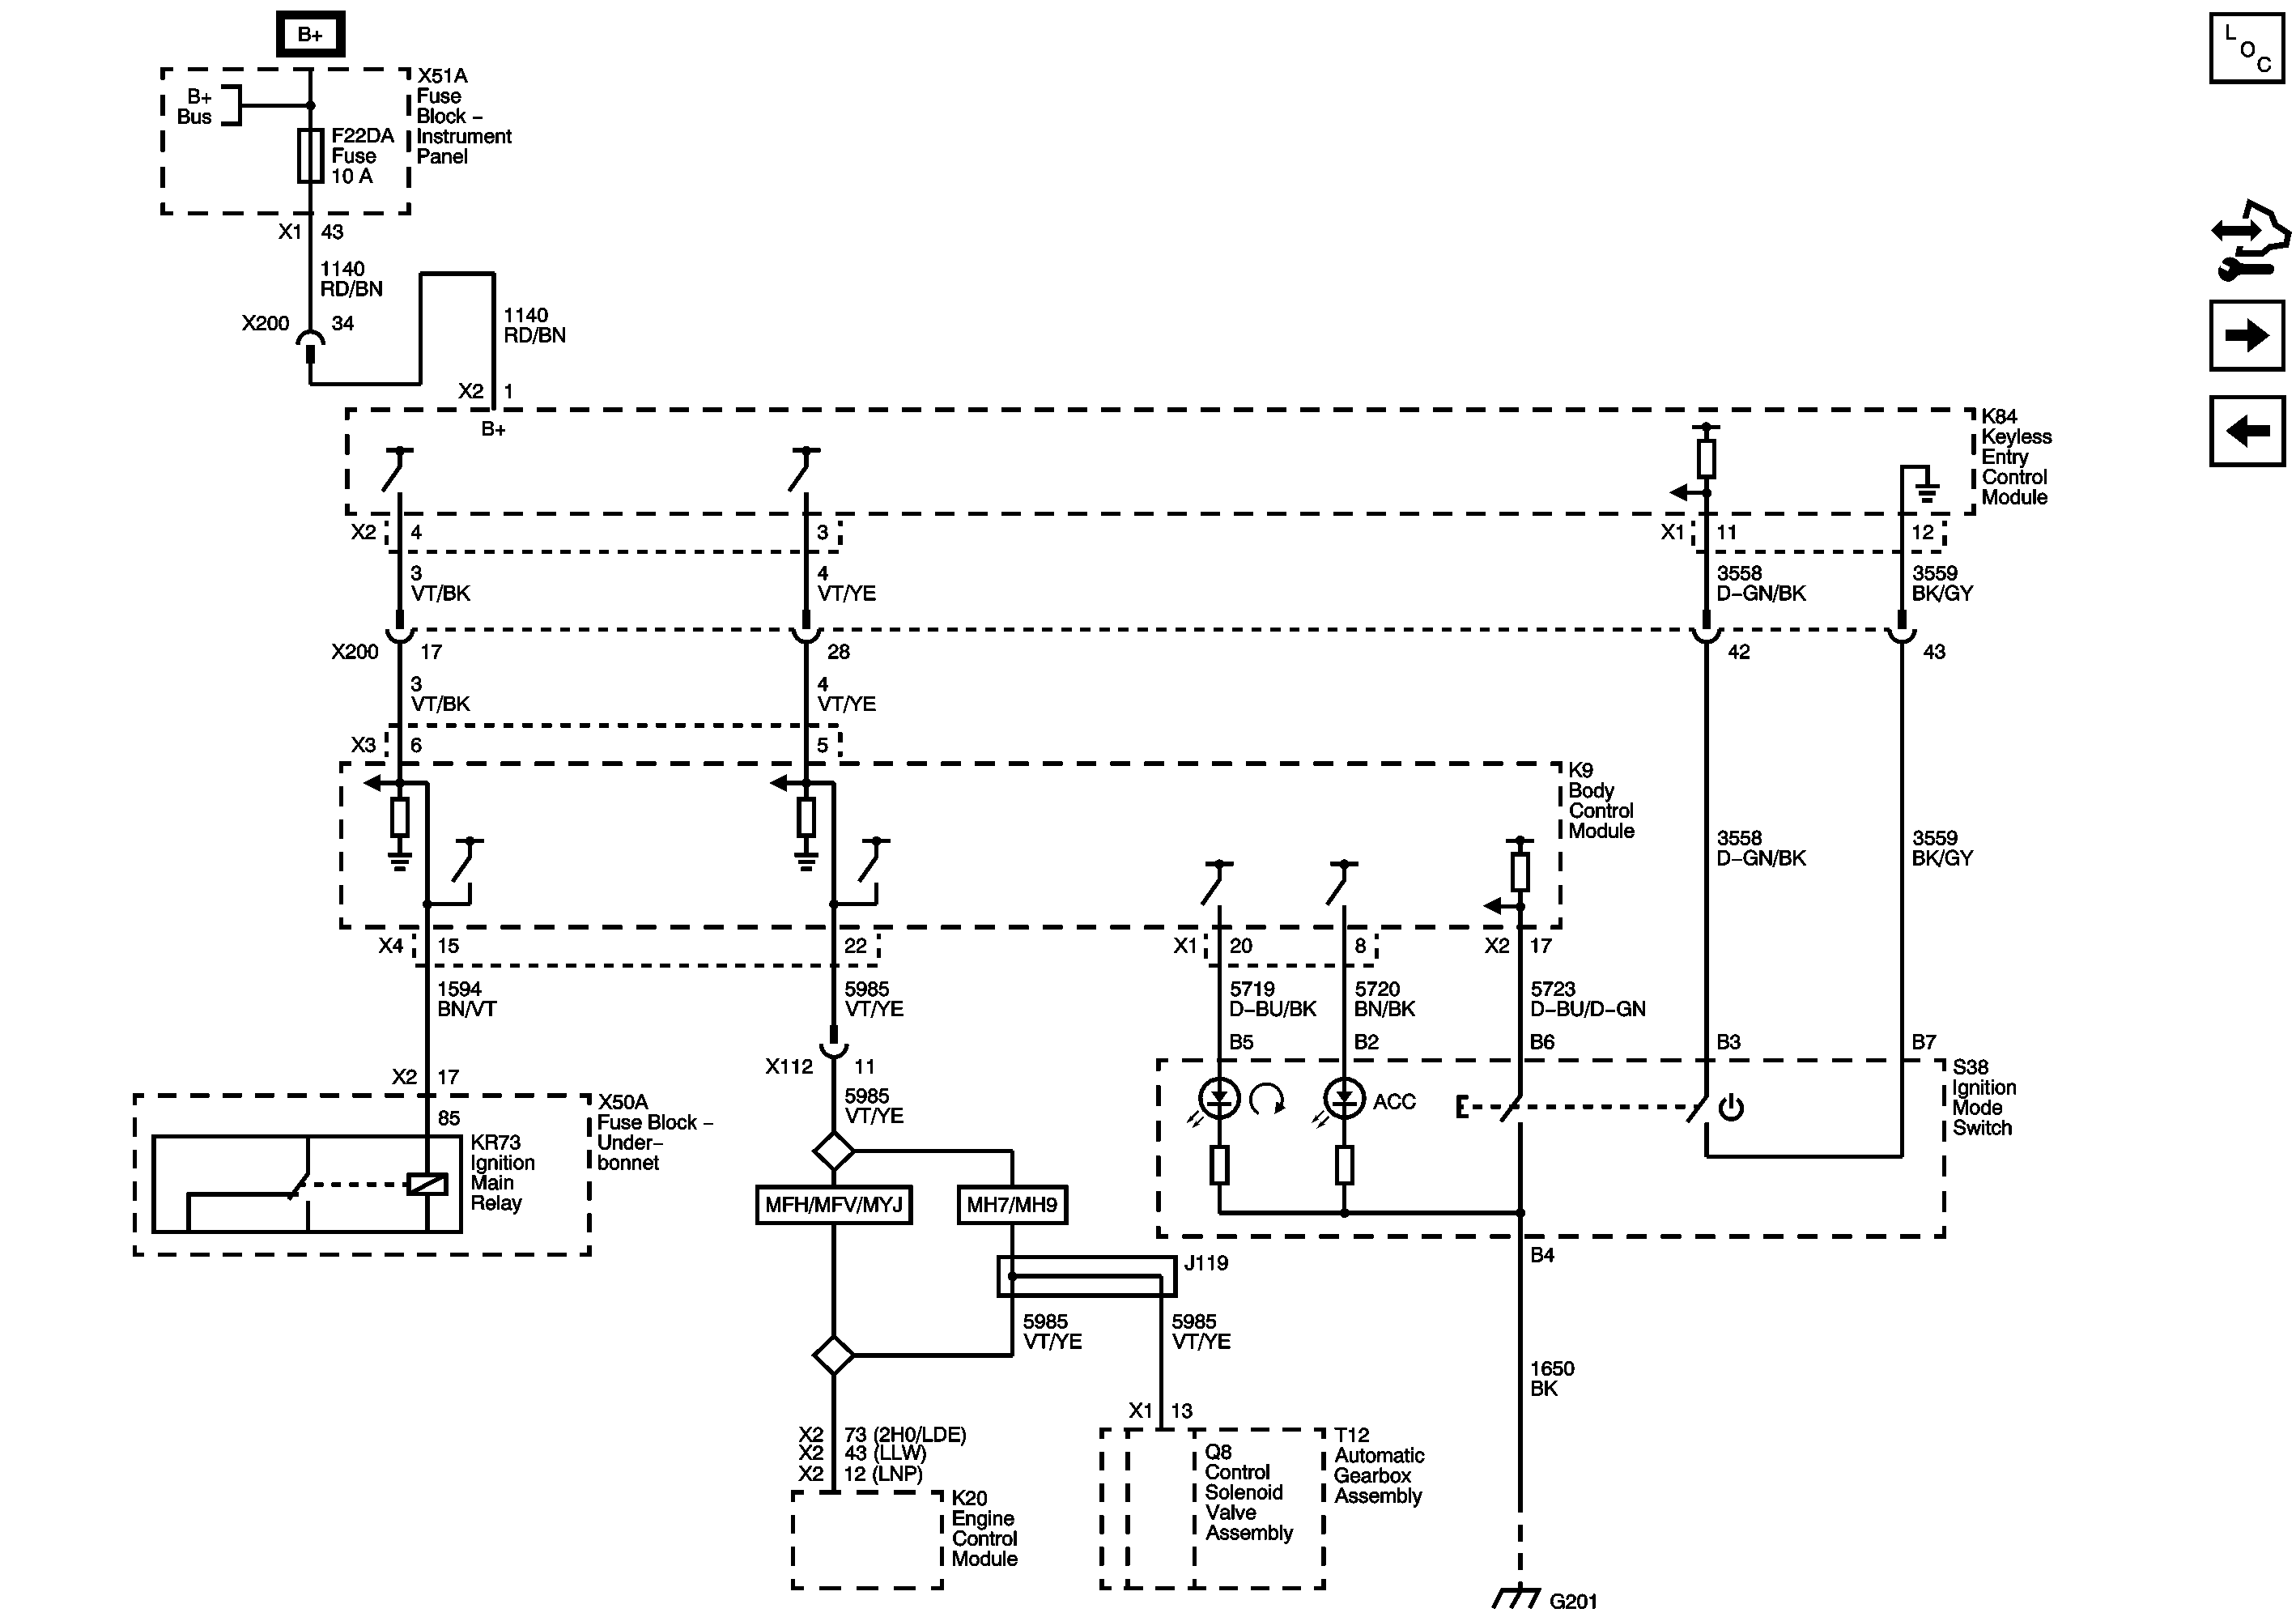 B+
L
O
C
B+
Bus
X51A
Fuse
Block –
Instrument
Panel
F22DA
Fuse
10 A
X1 43
1140
RD/BN
X200 34
1140
RD/BN
X2 1
B+
K84
Keyless
Entry
Control
Module
X2 4 3
X1 11 12
3
VT/BK
4
VT/YE
3558
D–GN/BK
3559
BK/GY
X200 17 28 42 43
3
VT/BK
4
VT/YE
X3 6 5
K9
Body
Control
Module
3558
D–GN/BK
3559
BK/GY
X4 15 22
X1 20 8
X2 17
1594
BN/VT
5985
VT/YE
5719
D–BU/BK
5720
BN/BK
5723
D–BU/D–GN
X112 11
B5 B2 B6 B3 B7
S38
Ignition
Mode
Switch
ACC
X2 17
85
X50A
Fuse Block –
Under–
bonnet
KR73
Ignition
Main
Relay
5985
VT/YE
MFH/MFV/MYJ
MH7/MH9
J119
B4
5985
VT/YE
5985
VT/YE
1650
BK
X1 13
X2 73 (2H0/LDE)
X2 43 (LLW)
X2 12 (LNP)
K20
Engine
Control
Module
Q8
Control
Solenoid
Valve
Assembly
T12
Automatic
Gearbox
Assembly
G201